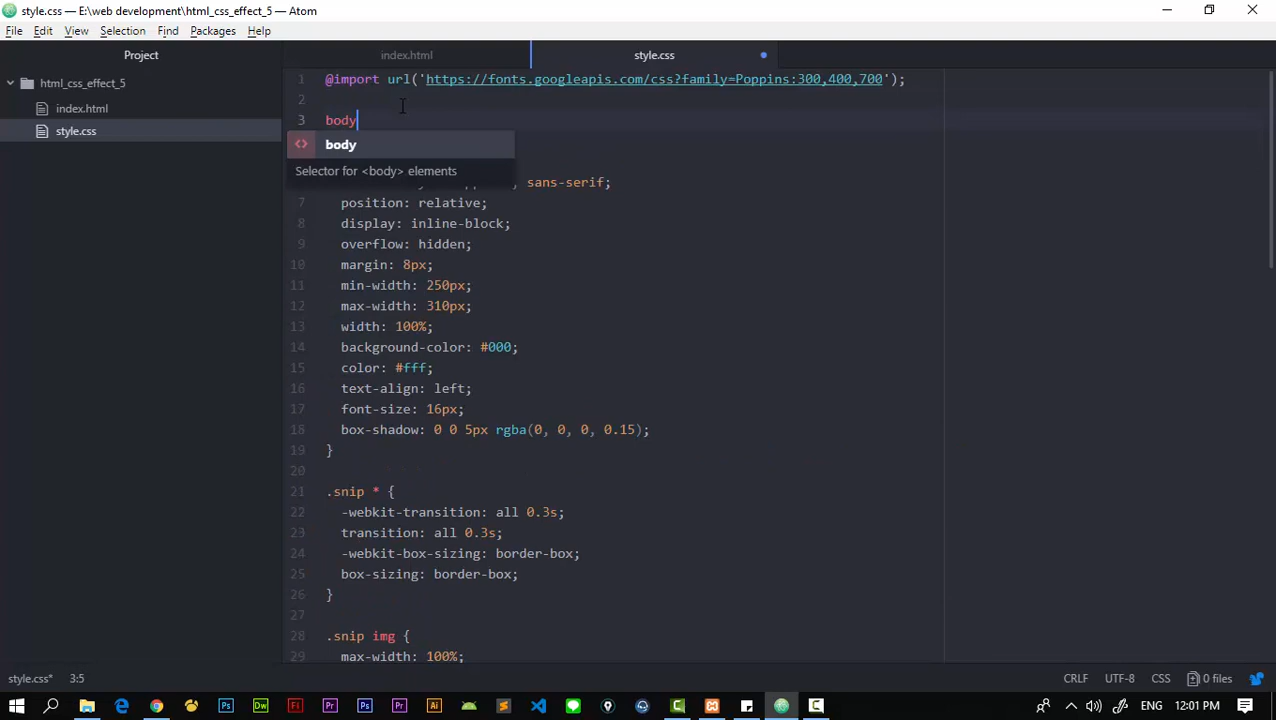 style.css — E:\web development\html_css_effect_5 — Atom
File Edit View Selection Find Packages Help
Project
index.html
style.css
html_css_effect_5
index.html
style.css
1 @import url('https://fonts.googleapis.com/css?family=Poppins:300,400,700');
2
3 body
body
Selector for <body> elements
sans-serif;
7 position: relative;
8 display: inline-block;
9 overflow: hidden;
10 margin: 8px;
11 min-width: 250px;
12 max-width: 310px;
13 width: 100%;
14 background-color: #000;
15 color: #fff;
16 text-align: left;
17 font-size: 16px;
18 box-shadow: 0 0 5px rgba(0, 0, 0, 0.15);
19 }
20
21 .snip * {
22 -webkit-transition: all 0.3s;
23 transition: all 0.3s;
24 -webkit-box-sizing: border-box;
25 box-sizing: border-box;
26 }
27
28 .snip img {
29 max-width: 100%;
style.css* 3:5 CRLF UTF-8 CSS 0 files
ENG 12:01 PM